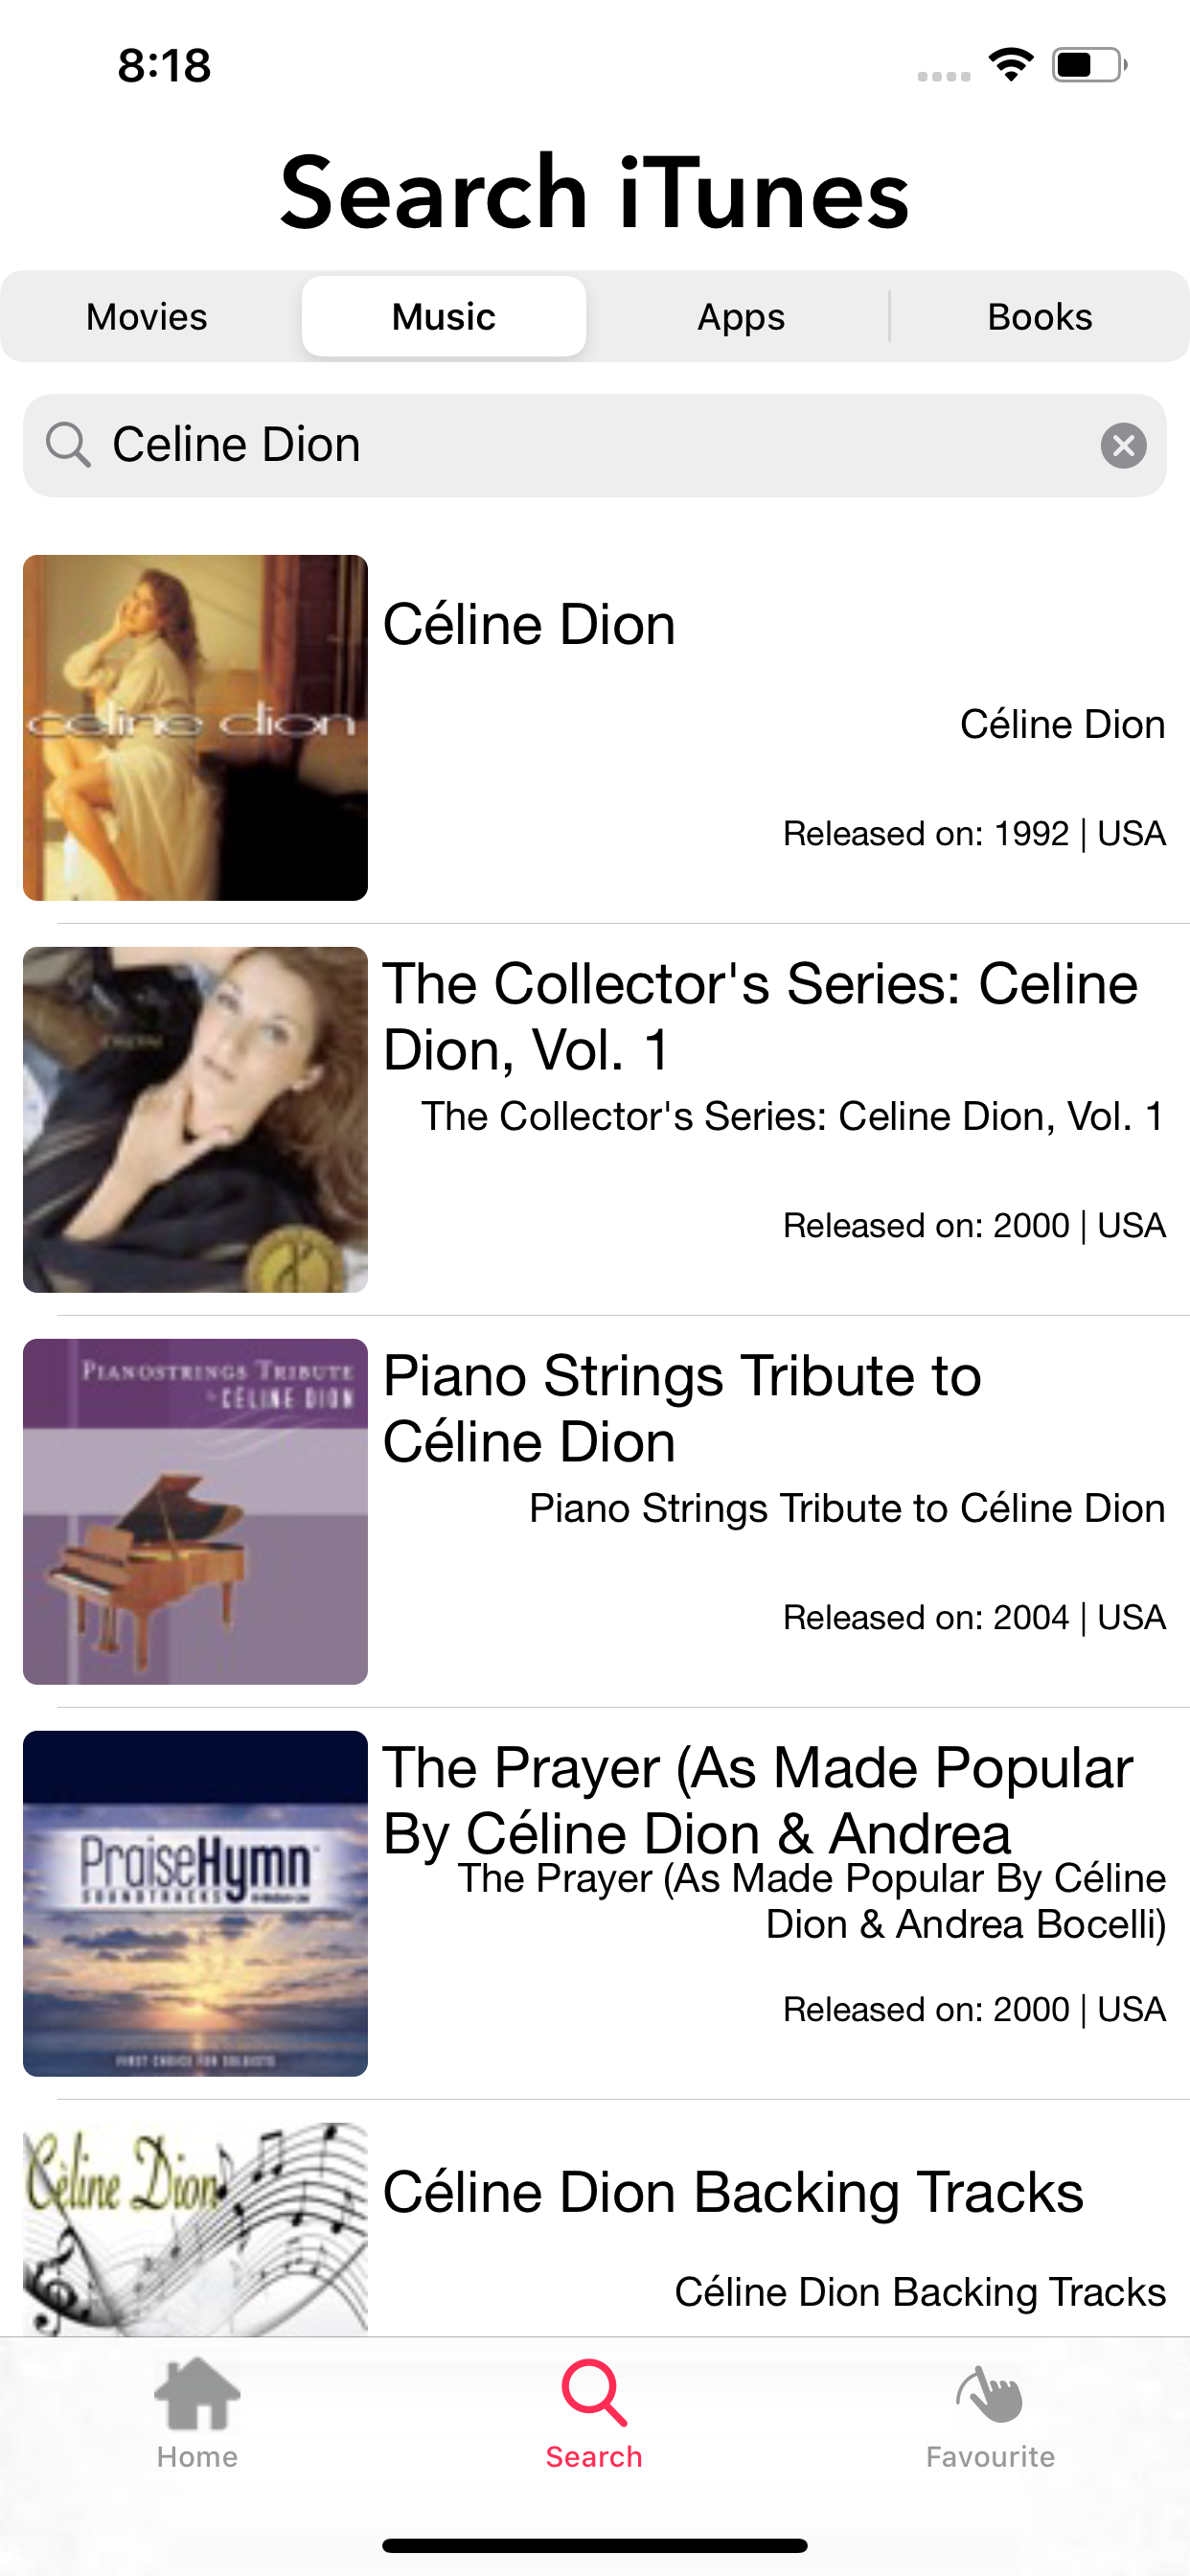 8:18
Search iTunes
Movies
Music
Apps
Books
Celine Dion
celine dion
Céline Dion
Céline Dion
Released on: 1992 | USA
The Collector's Series: Celine
Dion, Vol. 1
The Collector's Series: Celine Dion, Vol. 1
Released on: 2000 | USA
PIANOSTRINGS TRIBUTE
CÉLINE DION
Piano Strings Tribute to
Céline Dion
Piano Strings Tribute to Céline Dion
Released on: 2004 | USA
PraiseHymn
SOUNDTRACKS
FIRST CHOICE FOR SOLOISTS
The Prayer (As Made Popular
By Céline Dion & Andrea
The Prayer (As Made Popular By Céline
Dion & Andrea Bocelli)
Released on: 2000 | USA
Céline Dion
Céline Dion Backing Tracks
Céline Dion Backing Tracks
Home
Search
Favourite